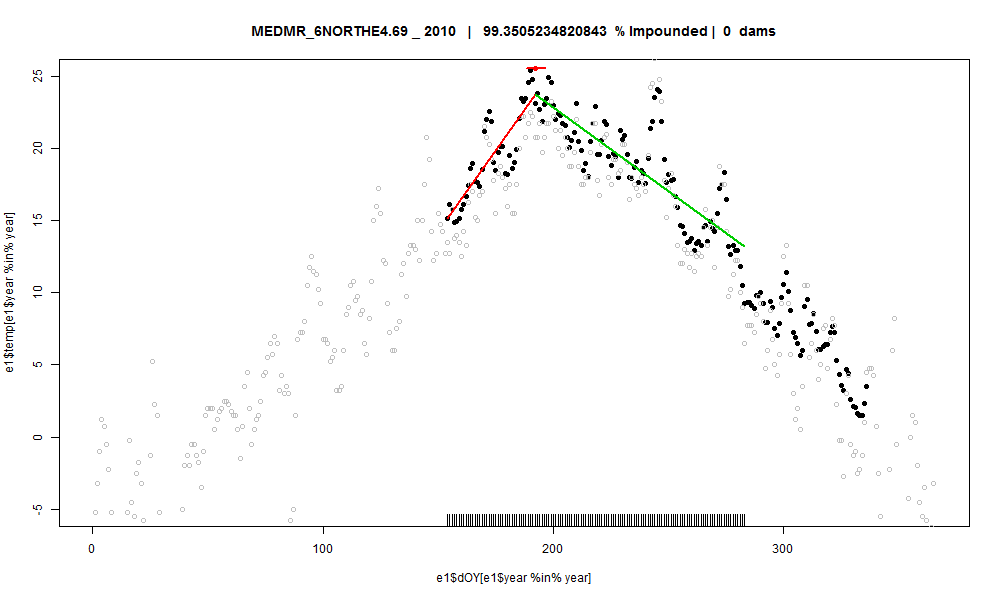 MEDMR_6NORTHE4.69 _ 2010 | 99.3505234820843 % Impounded | 0 dams
e1$temp[e1$year %in% year]
25
20
15
10
5
0
-5
0 100 200 300
e1$dOY[e1$year %in% year]